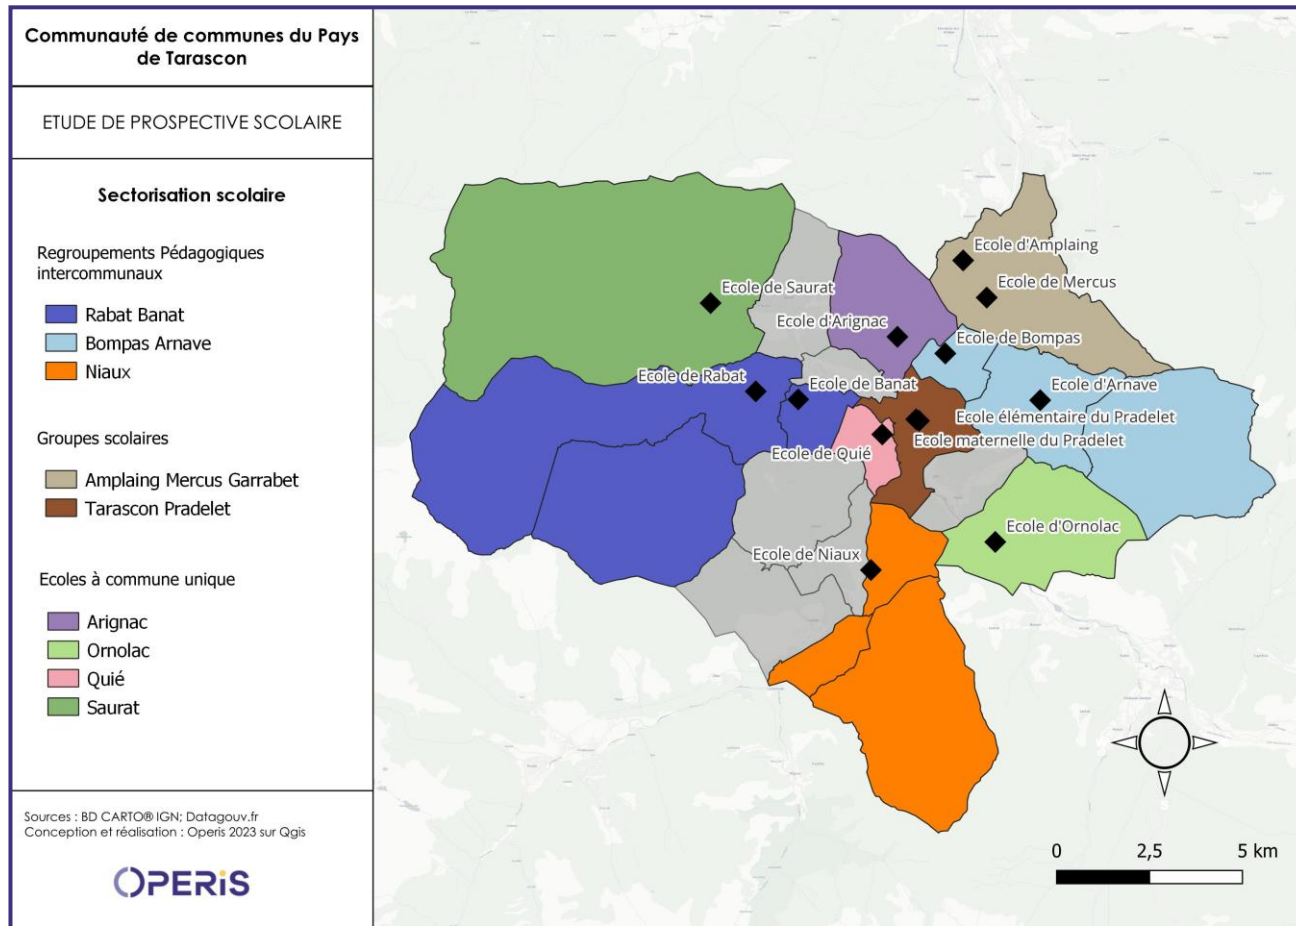 Communauté de communes du Pays
de Tarascon
ETUDE DE PROSPECTIVE SCOLAIRE
Sectorisation scolaire
Regroupements Pédagogiques
intercommunaux
Rabat Banat
Bompas Arnave
Niaux
Groupes scolaires
Amplaing Mercus Garrabet
Tarascon Pradelet
Ecoles à commune unique
Arignac
Ornolac
Quié
Saurat
Sources : BD CARTO® IGN; Datagouv.fr
Conception et réalisation : Operis 2023 sur Qgis
OPERiS
Ecole d'Amplaing
Ecole de Mercus
Ecole de Saurat
Ecole d'Arignac
Ecole de Bompas
Ecole de Rabat
Ecole de Banat
Ecole d'Arnave
Ecole élémentaire du Pradelet
Ecole maternelle du Pradelet
Ecole de Quié
Ecole d'Ornolac
Ecole de Niaux
0 2,5 5 km